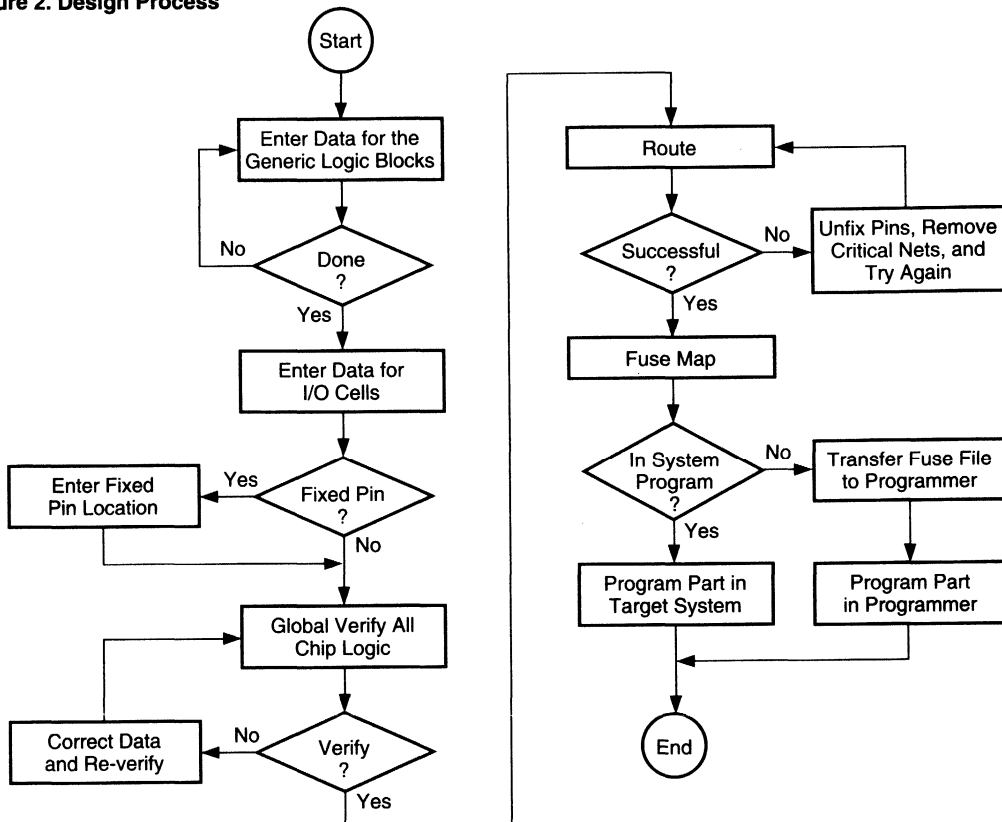 ure 2. Design Process
Start
Enter Data for the
Generic Logic Blocks
No
Done
?
Yes
Enter Data for
I/O Cells
Enter Fixed
Pin Location
Yes
Fixed Pin
?
No
Global Verify All
Chip Logic
Correct Data
and Re-verify
No
Verify
?
Yes
Route
Successful
?
No
Unfix Pins, Remove
Critical Nets, and
Try Again
Yes
Fuse Map
In System
Program
?
No
Transfer Fuse File
to Programmer
Yes
Program Part in
Target System
Program Part
in Programmer
End